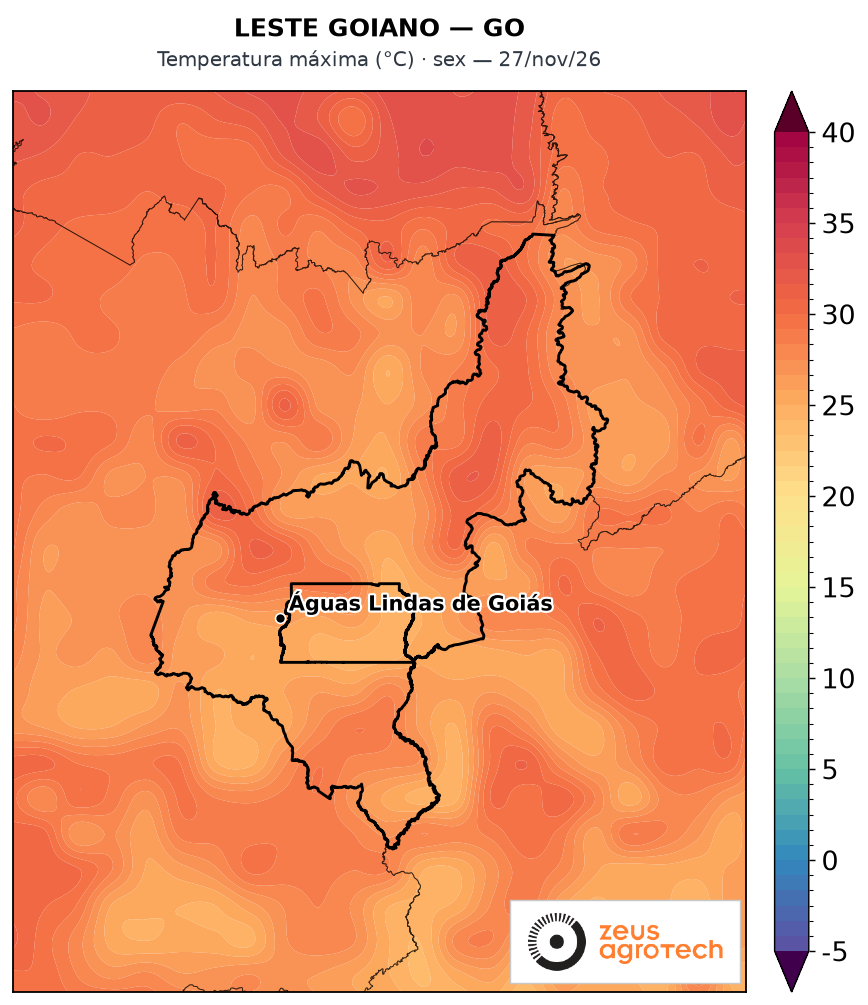 LESTE GOIANO — GO
Temperatura máxima (°C) · sex — 27/nov/26
40
35
30
25
20
15
10
5
0
-5
Águas Lindas de Goiás
zeus
agrotech